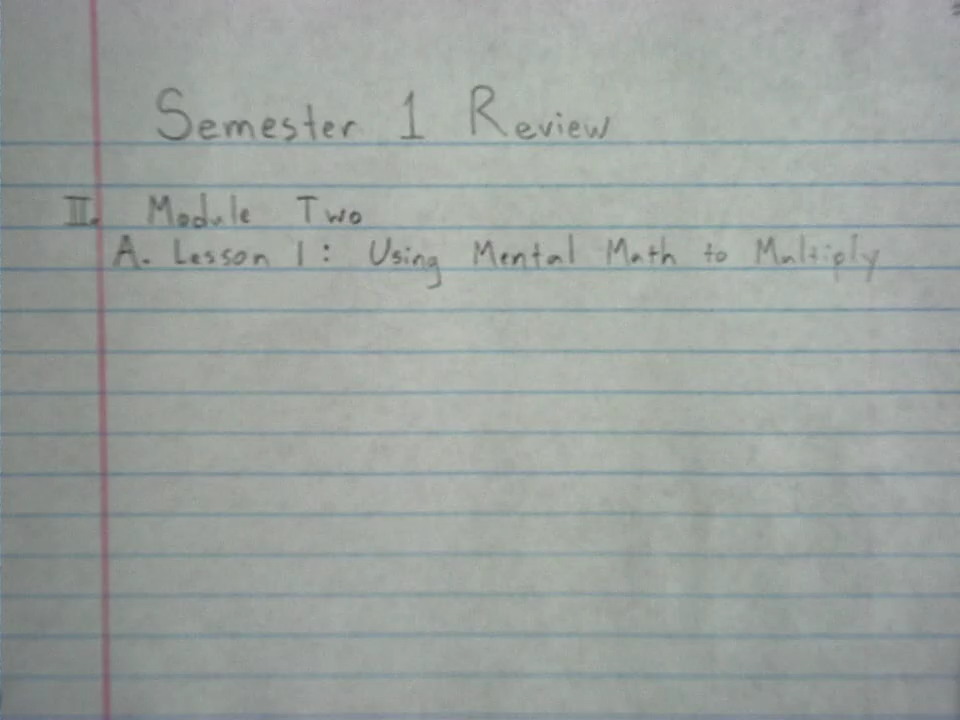 Semester 1 Review
II. Module Two
A. Lesson 1: Using Mental Math to Multiply